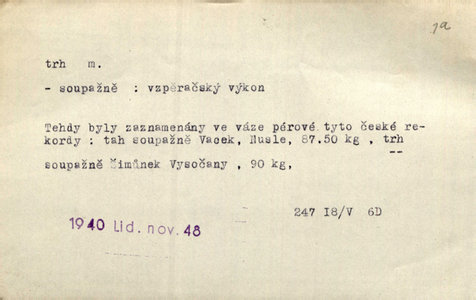 1a
trh m.
- soupažně : vzpěračský výkon
Tehdy byly zaznamenány ve váze pérové tyto české re-
kordy : tah soupažně Vacek, Nusle, 87.50 kg , trh
soupažně Šimůnek Vysočany , 90 kg,
247 I8/V 6D
1940 Lid. nov. 48